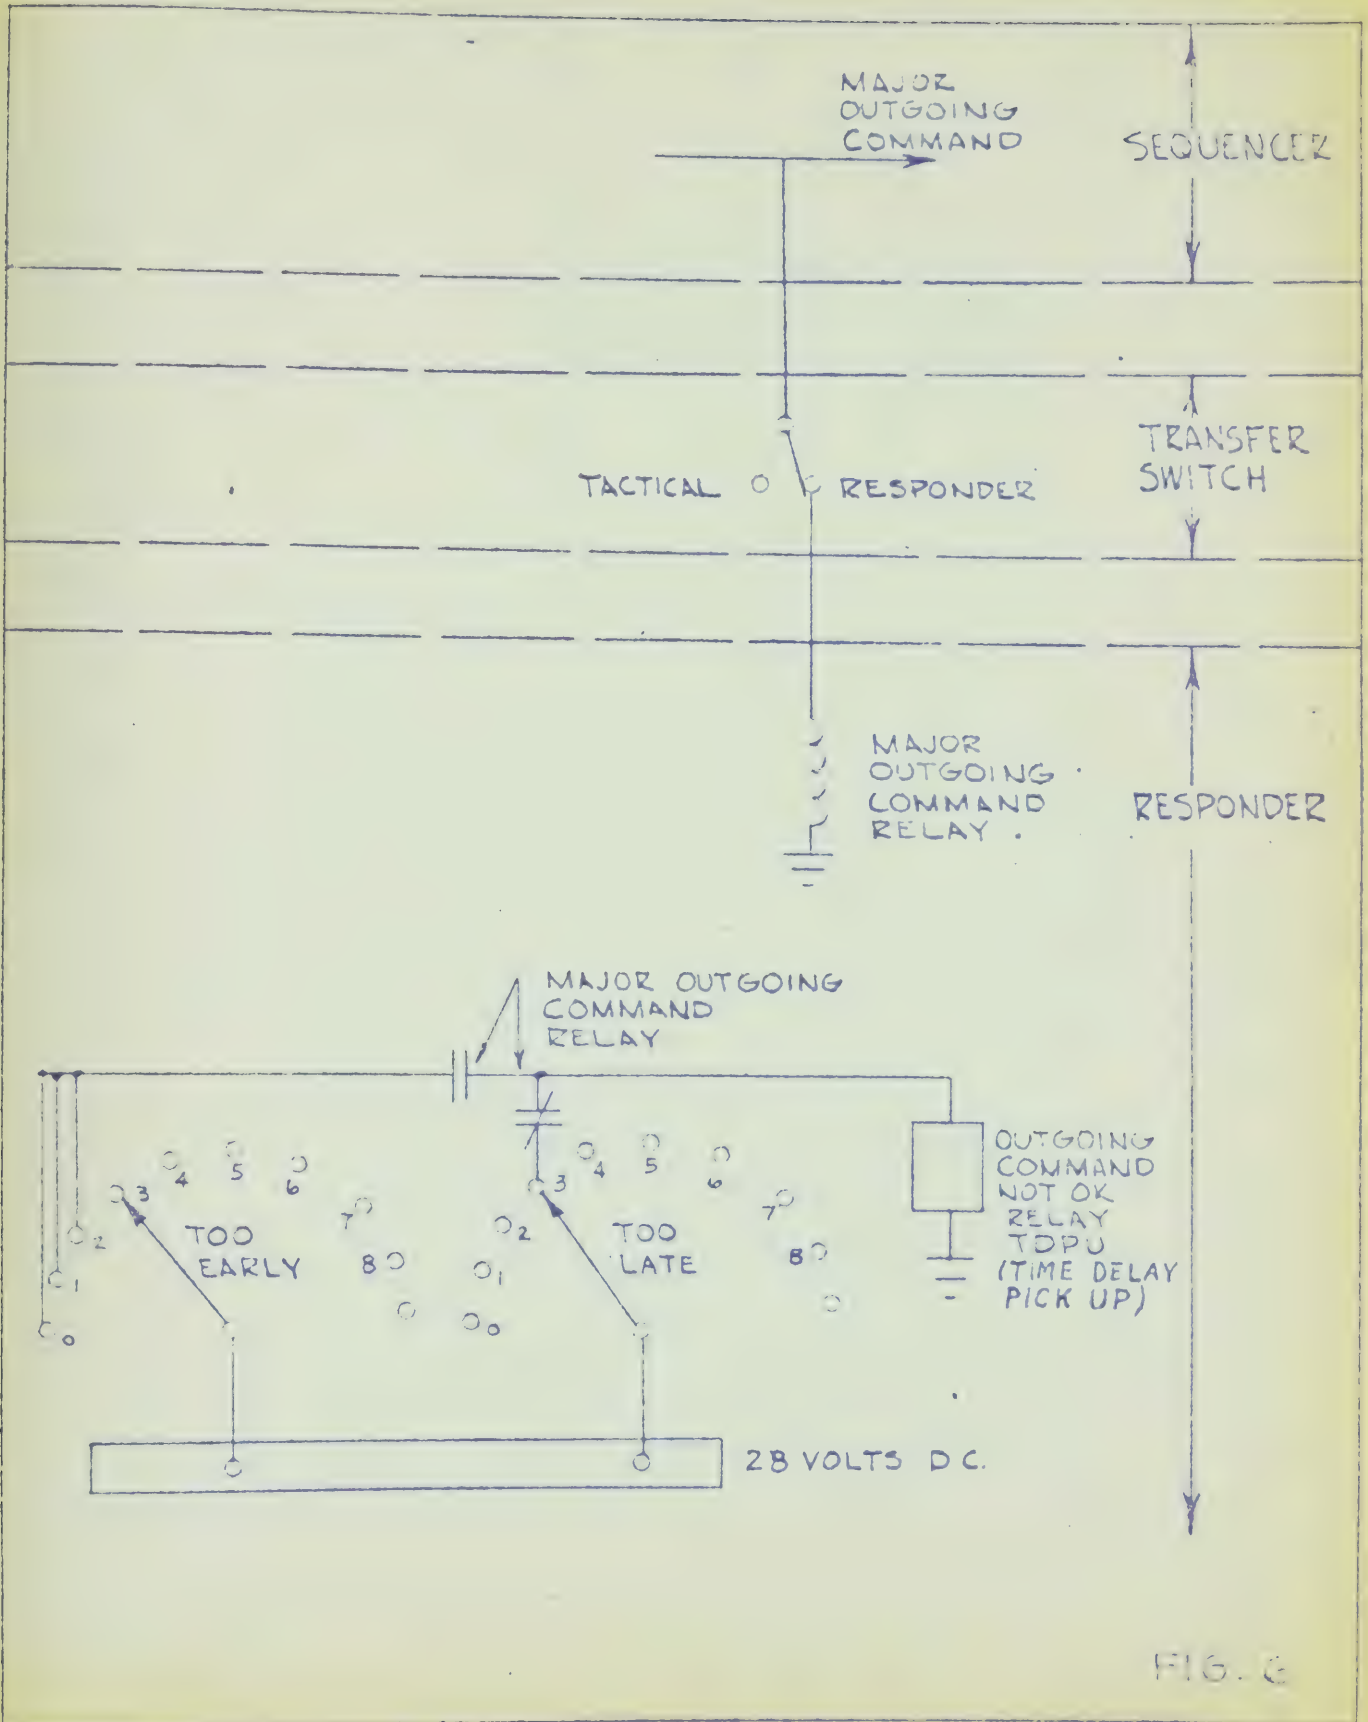 MAJOR
OUTGOING
COMMAND
SEQUENCER
TRANSFER
SWITCH
TACTICAL
RESPONDER
MAJOR
OUTGOING
COMMAND
RELAY
RESPONDER
MAJOR OUTGOING
COMMAND
RELAY
0
1
2
3
4
5
6
7
8
TOO
EARLY
0
1
2
3
4
5
6
7
8
TOO
LATE
OUTGOING
COMMAND
NOT OK
RELAY
TDPU
(TIME DELAY
PICK UP)
28 VOLTS D C.
FIG.